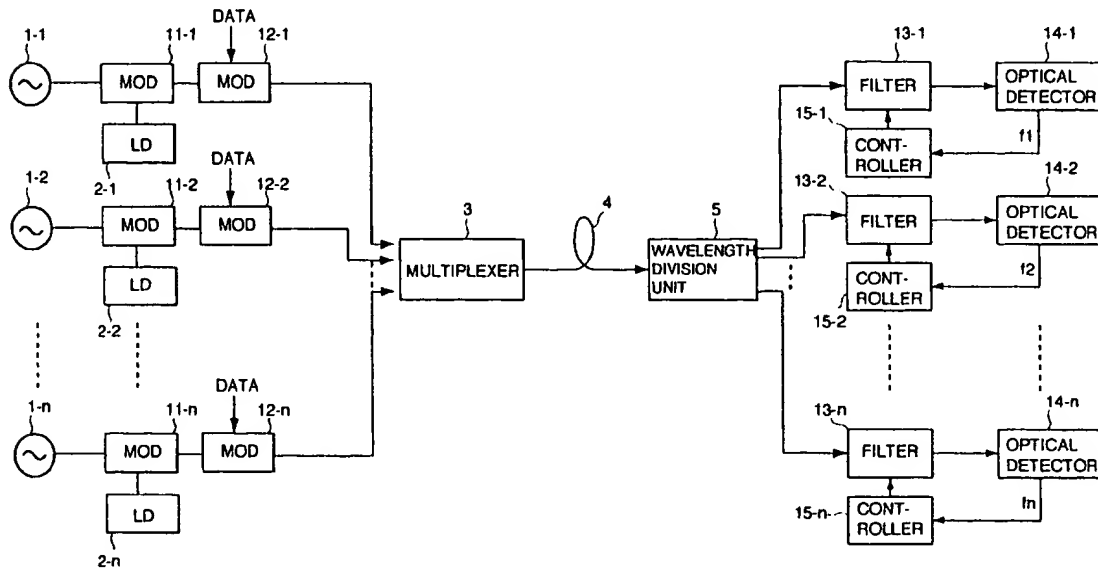 DATA
1-1
11-1
12-1
MOD
MOD
LD
2-1
DATA
1-2
11-2
12-2
MOD
MOD
LD
2-2
DATA
1-n
11-n
12-n
MOD
MOD
LD
2-n
3
MULTIPLEXER
4
5
WAVELENGTH
DIVISION
UNIT
13-1
14-1
FILTER
OPTICAL
DETECTOR
15-1
f1
CONT-
ROLLER
13-2
14-2
FILTER
OPTICAL
DETECTOR
f2
CONT-
ROLLER
15-2
13-n
14-n
FILTER
OPTICAL
DETECTOR
fn
15-n
CONT-
ROLLER